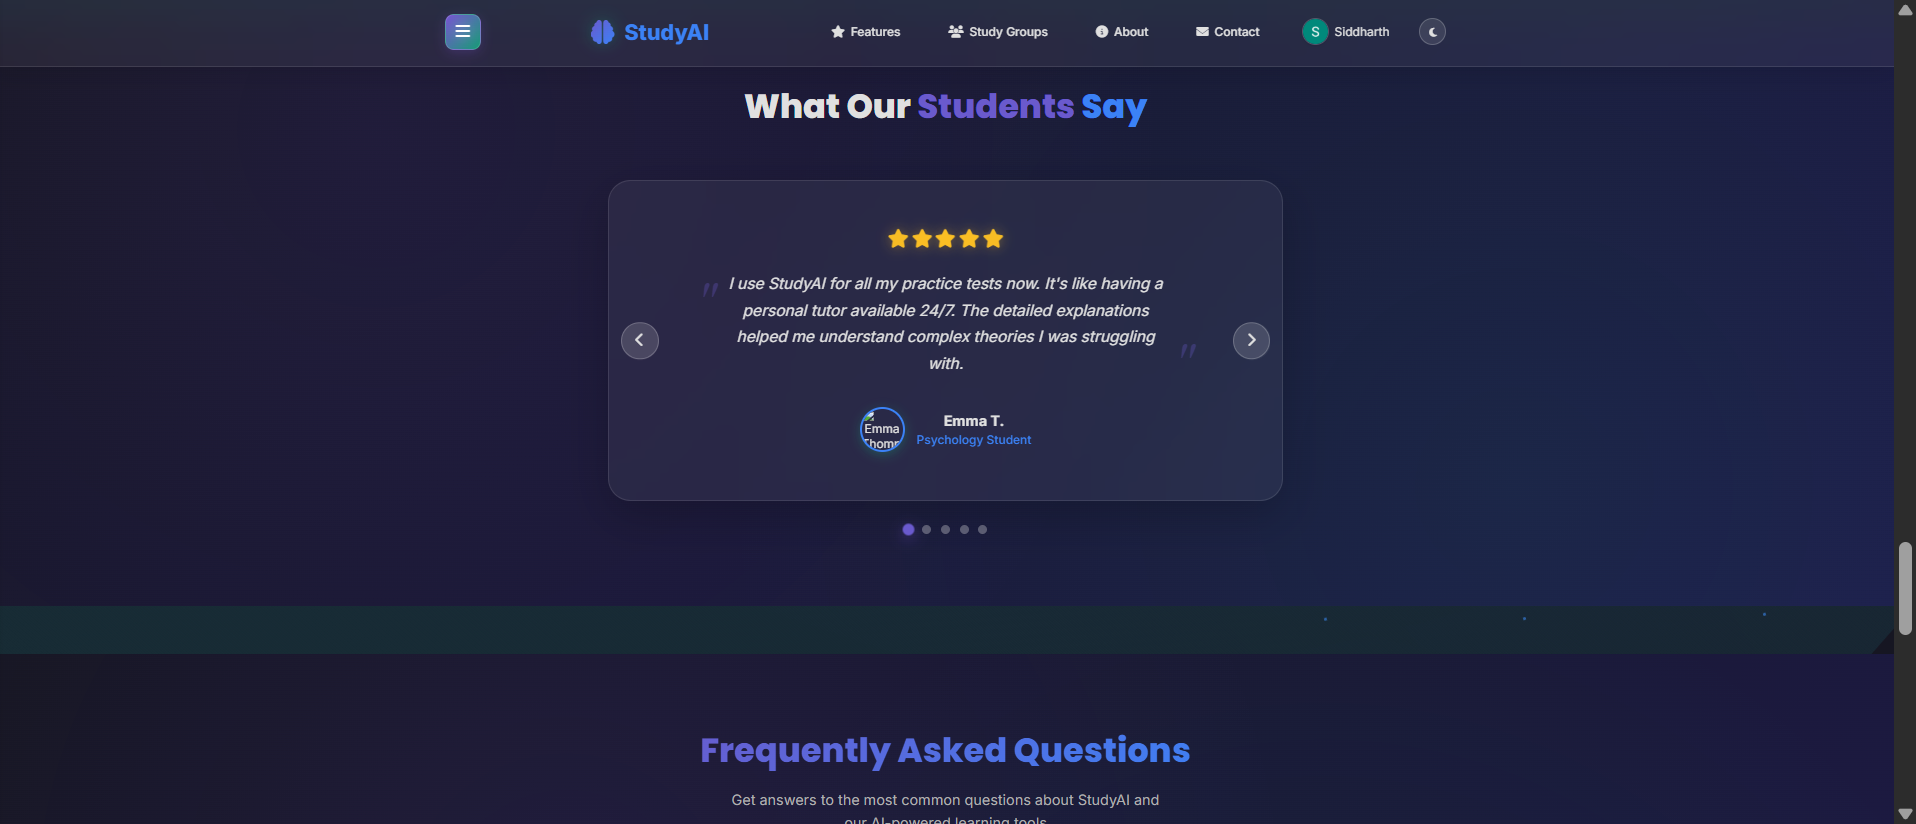 StudyAI
Features
Study Groups
About
Contact
S
Siddharth
What Our Students Say
I use StudyAI for all my practice tests now. It's like having a
personal tutor available 24/7. The detailed explanations
helped me understand complex theories I was struggling
with.
"
"
Emma
Thomp
Emma T.
Psychology Student
Frequently Asked Questions
Get answers to the most common questions about StudyAI and
our AI-powered learning tools